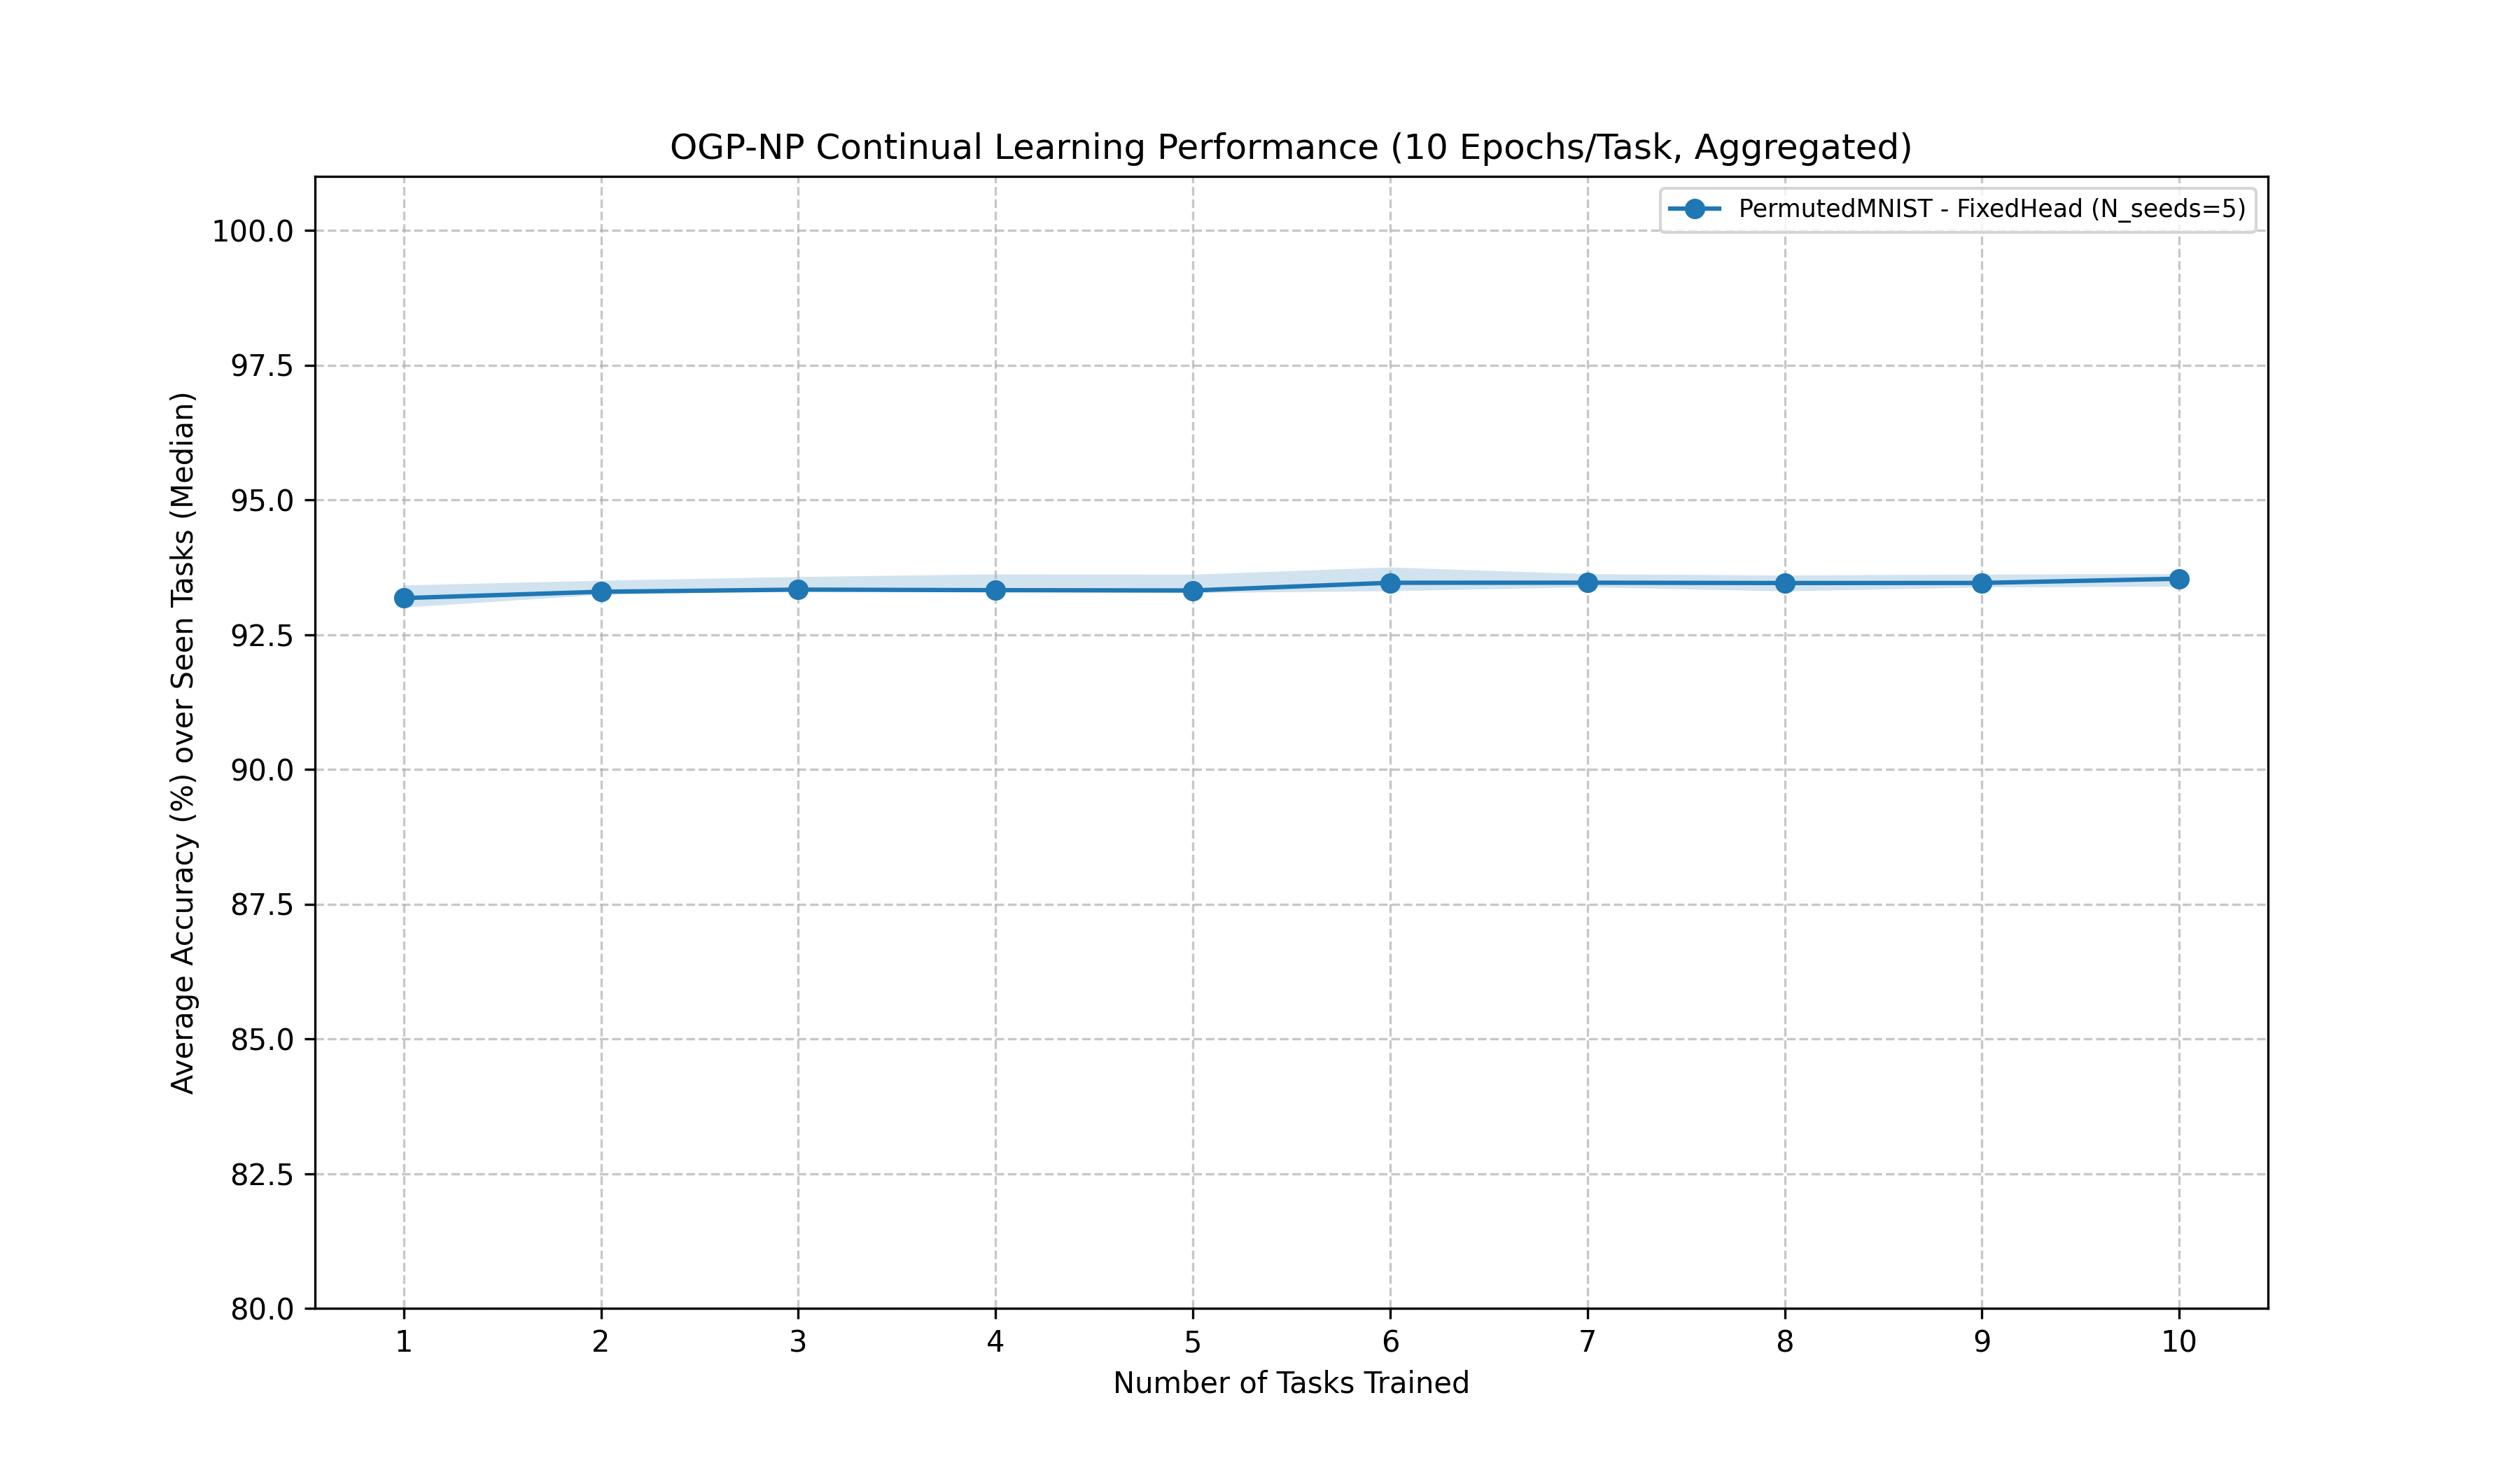 OGP-NP Continual Learning Performance (10 Epochs/Task, Aggregated)
PermutedMNIST - FixedHead (N_seeds=5)
Average Accuracy (%) over Seen Tasks (Median)
100.0
97.5
95.0
92.5
90.0
87.5
85.0
82.5
80.0
1 2 3 4 5 6 7 8 9 10
Number of Tasks Trained